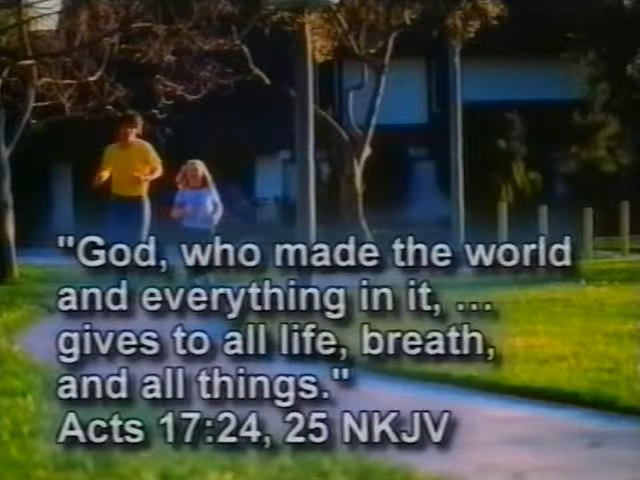 "God, who made the world
and everything in it, ...
gives to all life, breath,
and all things."
Acts 17:24, 25 NKJV